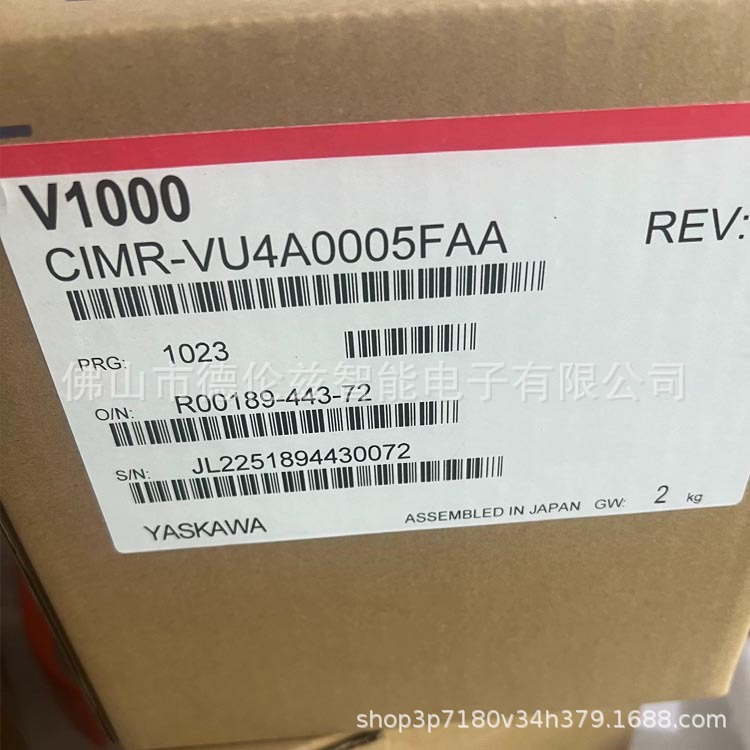 V1000
CIMR-VU4A0005FAA
REV:
PRG: 1023
佛山市德伦兹智能电子有限公司
O/N: R00189-443-72
S/N: JL2251894430072
YASKAWA
ASSEMBLED IN JAPAN GW: 2 kg
shop3p7180v34h379.1688.com